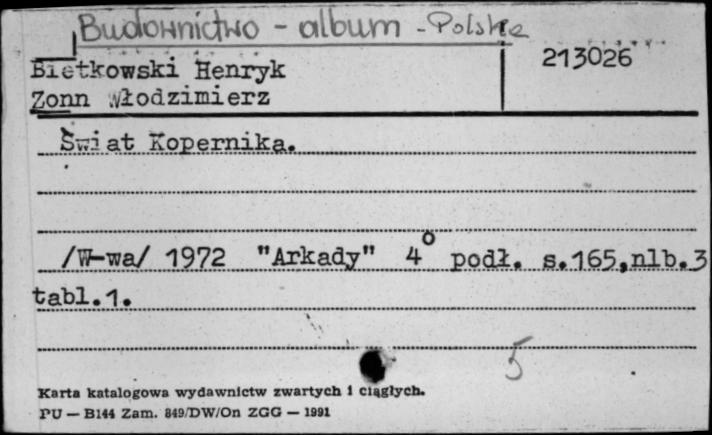 Budownictwo - album - Polska
Bietkowski Henryk
213026
Zonn Włodzimierz
Świat Kopernika.
/W-wa/ 1972 "Arkady" 4° podł. s.165,nlb.3
tabl.1.
5
Karta katalogowa wydawnictw zwartych i ciągłych.
PU — B144 Zam. 849/DW/On ZGG — 1991